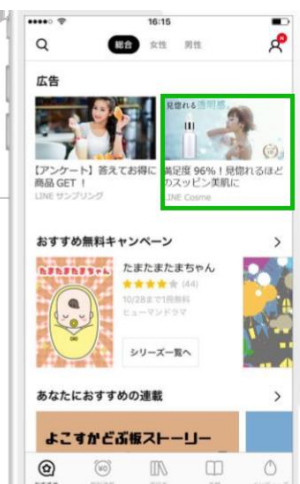 16:15
総合 女性 男性
広告
見惚れる透明感。
【アンケート】答えてお得に
商品 GET !
LINE サンプリング
満足度 96%!見惚れるほど
のスッピン美肌に
LINE Cosme
おすすめ無料キャンペーン
たまたまたまちゃん
たまたまたまちゃん
(44)
10/28まで1冊無料
ヒューマンドラマ
シリーズ一覧へ
あなたにおすすめの連載
よこすかどぶ板ストーリー